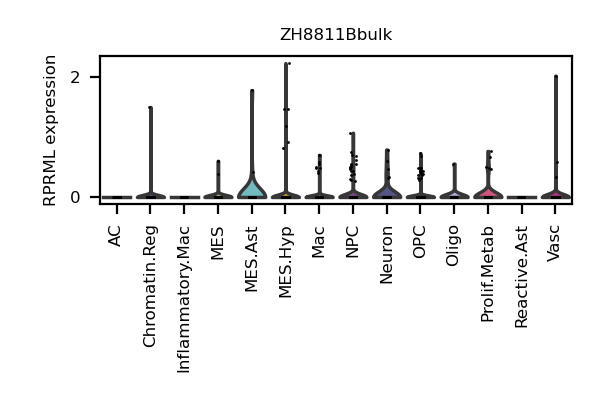 ZH8811Bbulk
RPRML expression
2
0
AC
Chromatin.Reg
Inflammatory.Mac
MES
MES.Ast
MES.Hyp
Mac
NPC
Neuron
OPC
Oligo
Prolif.Metab
Reactive.Ast
Vasc